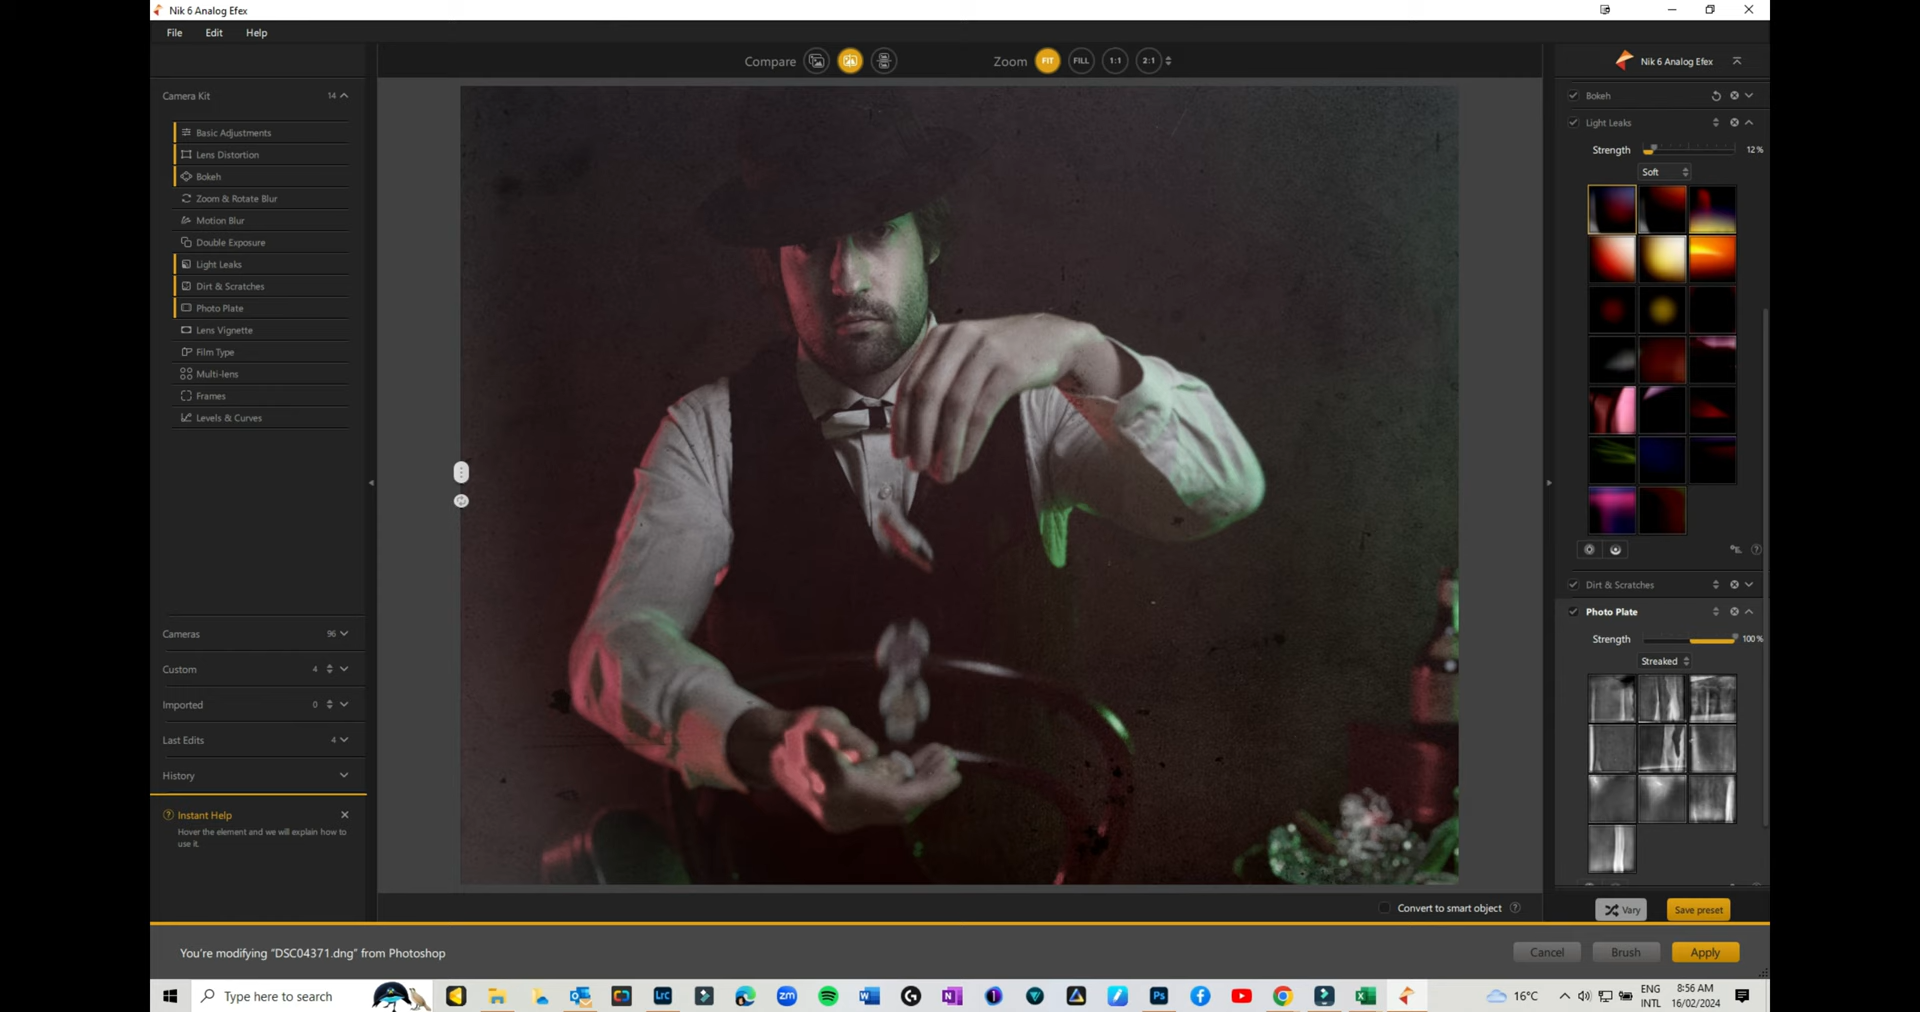 Nik 6 Analog Efex
File Edit Help
Compare Zoom FIT FILL 1:1 2:1
Nik 6 Analog Efex
Camera Kit 14
Basic Adjustments
Lens Distortion
Bokeh
Zoom & Rotate Blur
Motion Blur
Double Exposure
Light Leaks
Dirt & Scratches
Photo Plate
Lens Vignette
Film Type
Multi-lens
Frames
Levels & Curves
Cameras 96
Custom 4
Imported 0
Last Edits 4
History
Instant Help
Hover the element and we will explain how to
use it.
Bokeh
Light Leaks
Strength 12%
Soft
Dirt & Scratches
Photo Plate
Strength 100%
Streaked
Convert to smart object
Vary Save preset
You're modifying "DSC04371.dng" from Photoshop
Cancel Brush Apply
Type here to search
Lrc
zm
W
G
N
Ps
X
16°C
ENG
INTL
8:56 AM
16/02/2024